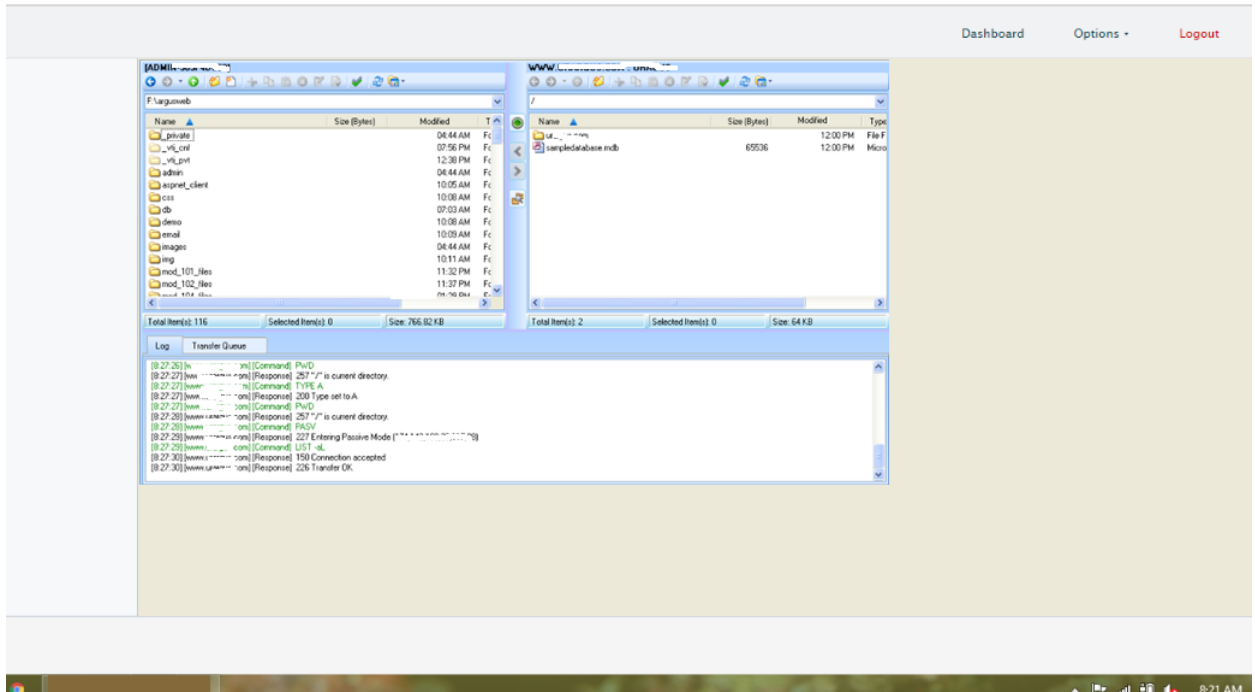 Dashboard Options Logout
F:\argusweb /
Name Size (Bytes) Modified Name Size (Bytes) Modified Type
_private 04:44 AM 12:00 PM File F
_vti_cnf 07:56 PM sampledatabase.mdb 65536 12:00 PM Micro
_vti_pvt 12:38 PM
admin 04:44 AM
aspnet_client 10:05 AM
css 10:08 AM
db 07:03 AM
demo 10:08 AM
email 10:09 AM
images 04:44 AM
img 10:11 AM
mod_101_files 11:32 PM
mod_102_files 11:37 PM
Total Item(s): 116 Selected Item(s): 0 Size: 766.82 KB Total Item(s): 2 Selected Item(s): 0 Size: 64 KB
Log Transfer Queue
[8:27:26] [Command] PWD
[8:27:27] [Response] 257 "/" is current directory.
[8:27:27] [Command] TYPE A
[8:27:27] [Response] 200 Type set to A
[8:27:27] [Command] PWD
[8:27:28] [Response] 257 "/" is current directory.
[8:27:28] [Command] PASV
[8:27:29] [Response] 227 Entering Passive Mode
[8:27:29] [Command] LIST -aL
[8:27:30] [Response] 150 Connection accepted
[8:27:30] [Response] 226 Transfer OK
8:21 AM